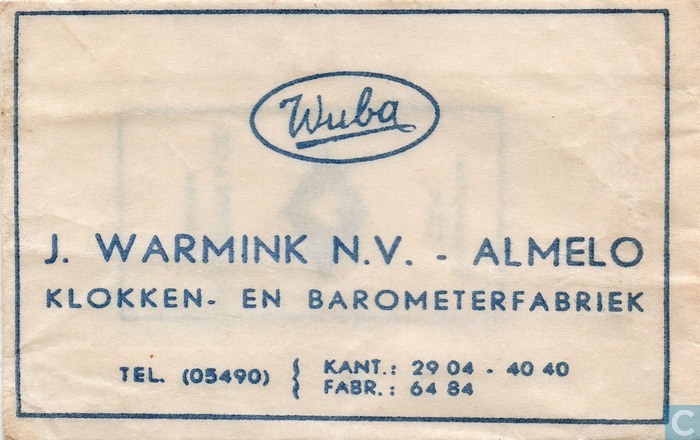 Wuba
J. WARMINK N.V. - ALMELO
KLOKKEN- EN BAROMETERFABRIEK
TEL. (05490) { KANT.: 29 04 - 40 40
FABR.: 64 84